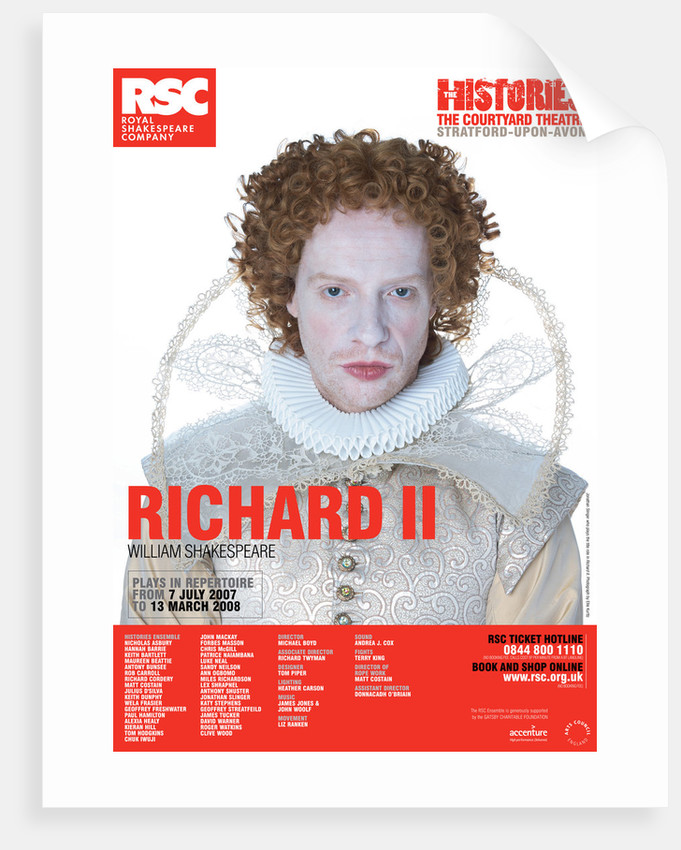 RSC
ROYAL
SHAKESPEARE
COMPANY
THE HISTORIES
THE COURTYARD THEATRE
STRATFORD-UPON-AVON
RICHARD II
WILLIAM SHAKESPEARE
PLAYS IN REPERTOIRE
FROM 7 JULY 2007
TO 13 MARCH 2008
HISTORIES ENSEMBLE
NICHOLAS ASBURY
HANNAH BARRIE
KEITH BARTLETT
MAUREEN BEATTIE
ANTONY BUNSEE
ROB CARROLL
RICHARD CORDERY
MATT COSTAIN
JULIUS D'SILVA
KEITH DUNPHY
WELA FRASIER
GEOFFREY FRESHWATER
PAUL HAMILTON
ALEXIA HEALY
KIERAN HILL
TOM HODGKINS
CHUK IWUJI
JOHN MACKAY
FORBES MASSON
CHRIS McGILL
PATRICE NAIAMBANA
LUKE NEAL
SANDY NEILSON
ANN OGBOMO
MILES RICHARDSON
LEX SHRAPNEL
ANTHONY SHUSTER
JONATHAN SLINGER
KATY STEPHENS
GEOFFREY STREATFEILD
JAMES TUCKER
DAVID WARNER
ROGER WATKINS
CLIVE WOOD
DIRECTOR
MICHAEL BOYD
ASSOCIATE DIRECTOR
RICHARD TWYMAN
DESIGNER
TOM PIPER
LIGHTING
HEATHER CARSON
MUSIC
JAMES JONES &
JOHN WOOLF
MOVEMENT
LIZ RANKEN
SOUND
ANDREA J. COX
FIGHTS
TERRY KING
DIRECTOR OF
ROPE WORK
MATT COSTAIN
ASSISTANT DIRECTOR
DONNACADH O'BRIAIN
RSC TICKET HOTLINE
0844 800 1110
BOOK AND SHOP ONLINE
www.rsc.org.uk
The RSC Ensemble is generously supported
by the GATSBY CHARITABLE FOUNDATION
accenture
ARTS COUNCIL
ENGLAND